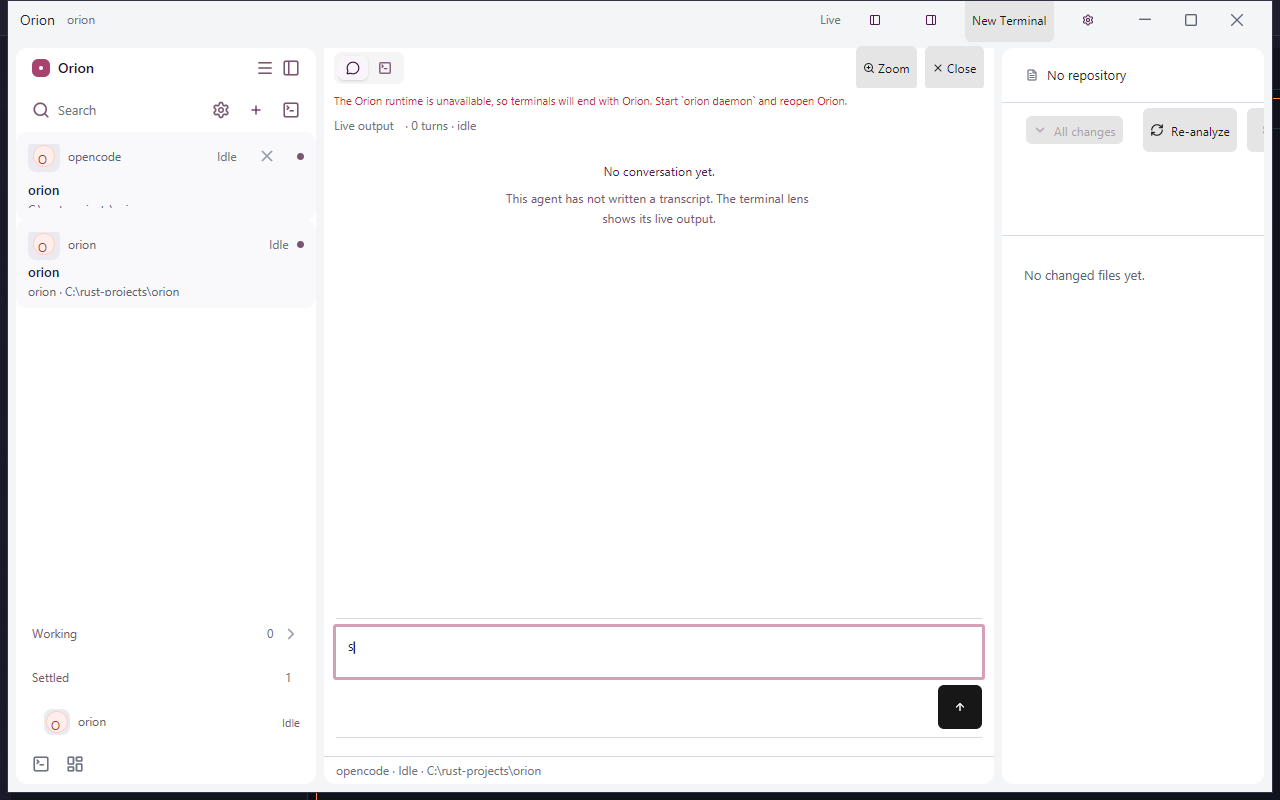 Orion orion Live New Terminal
Orion
Search
opencode Idle
orion
orion Idle
orion
orion · C:\rust-projects\orion
Working 0
Settled 1
orion Idle
Zoom Close
The Orion runtime is unavailable, so terminals will end with Orion. Start `orion daemon` and reopen Orion.
Live output · 0 turns · idle
No conversation yet.
This agent has not written a transcript. The terminal lens
shows its live output.
s
opencode · Idle · C:\rust-projects\orion
No repository
All changes Re-analyze
No changed files yet.